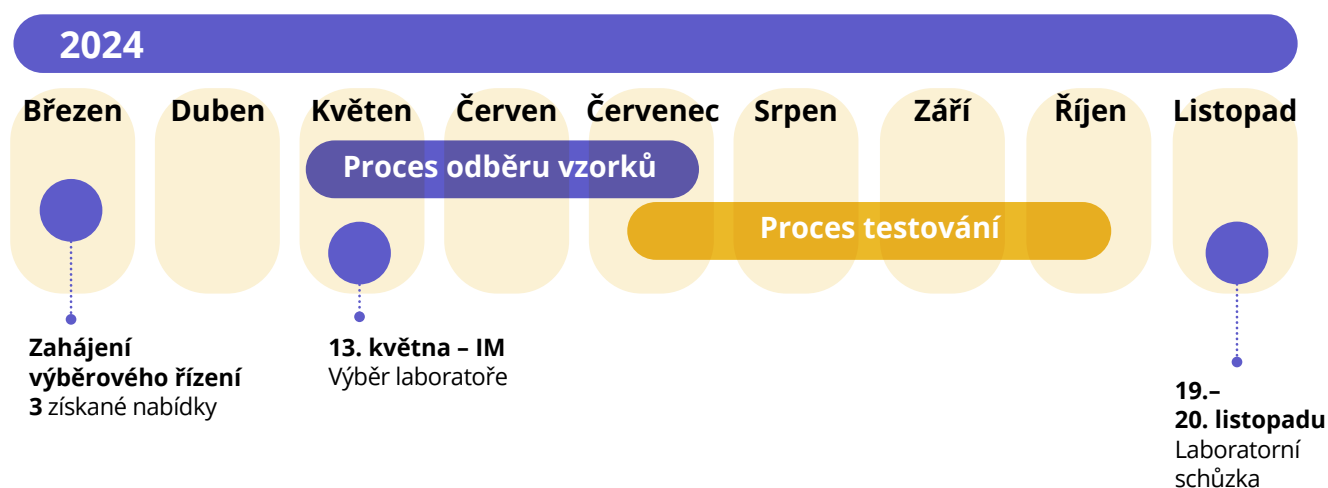 2024
Březen Duben Květen Červen Červenec Srpen Září Říjen Listopad
Proces odběru vzorků
Proces testování
Zahájení
výběrového řízení
3 získané nabídky
13. května – IM
Výběr laboratoře
19.–
20. listopadu
Laboratorní
schůzka